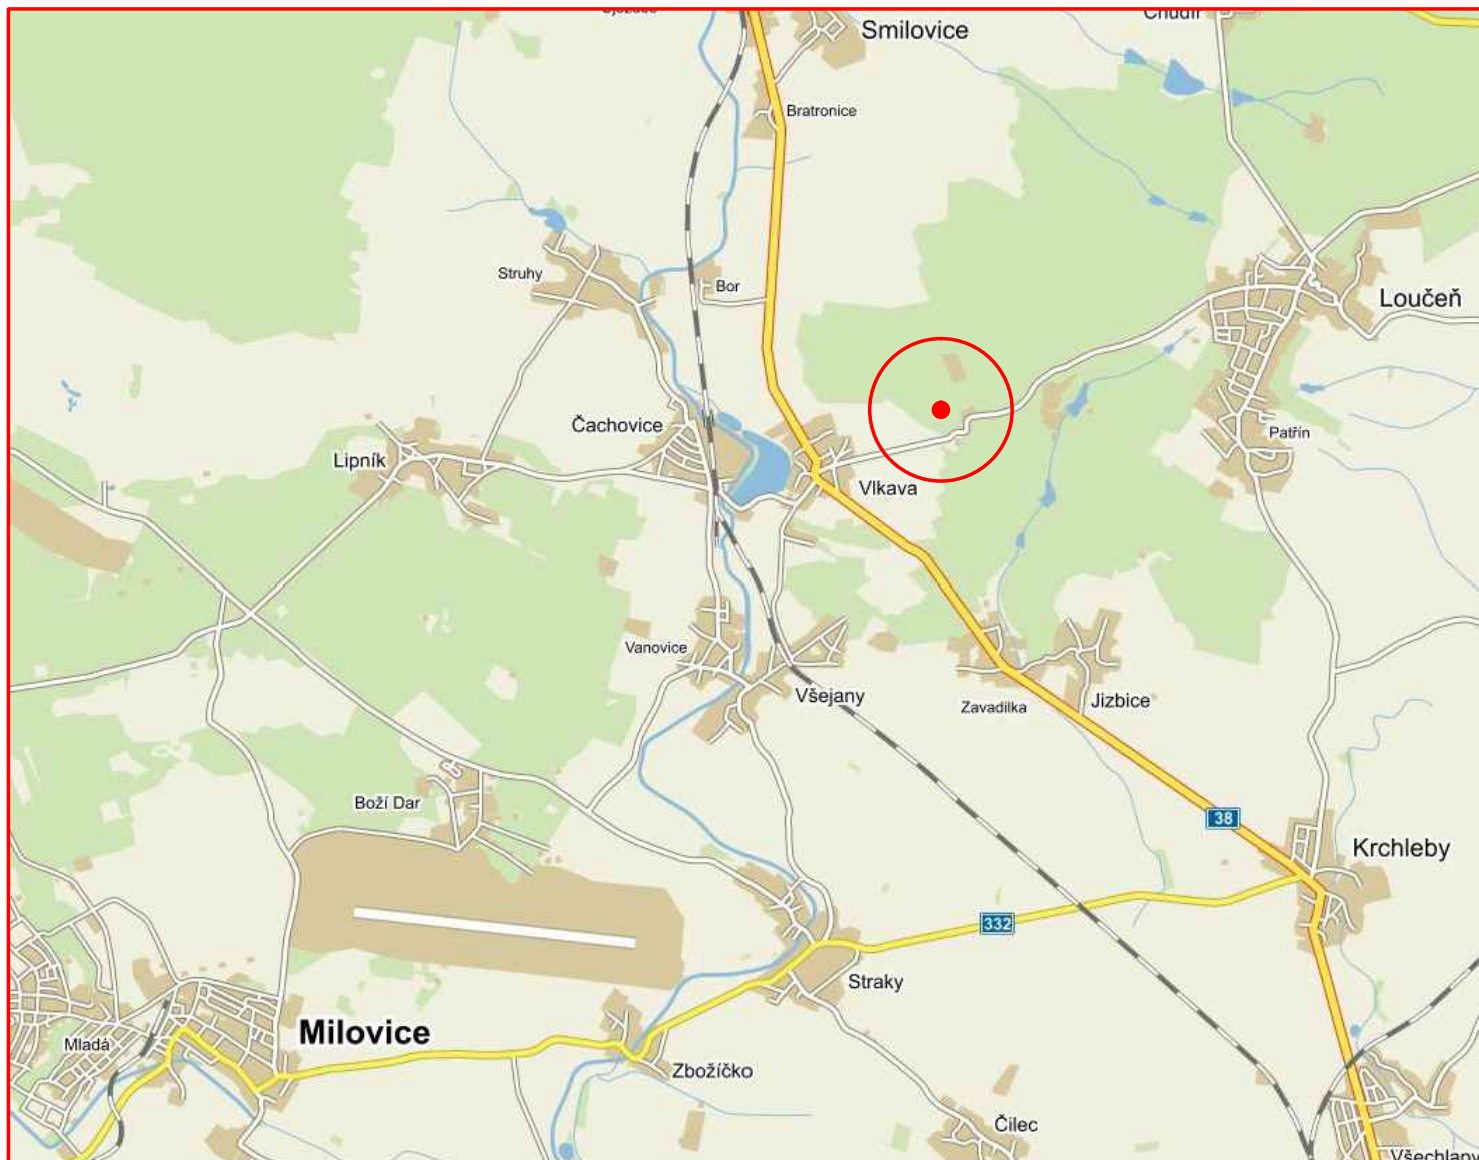 Smilovice
Bratronice
Struhy
Bor
Loučeň
Čachovice
Patřín
Lipník
Vlkava
Vanovice
Všejany
Jizbice
Zavadilka
Boží Dar
38
Krchleby
332
Straky
Milovice
Mladá
Zbožíčko
Čilec
Všechlapy